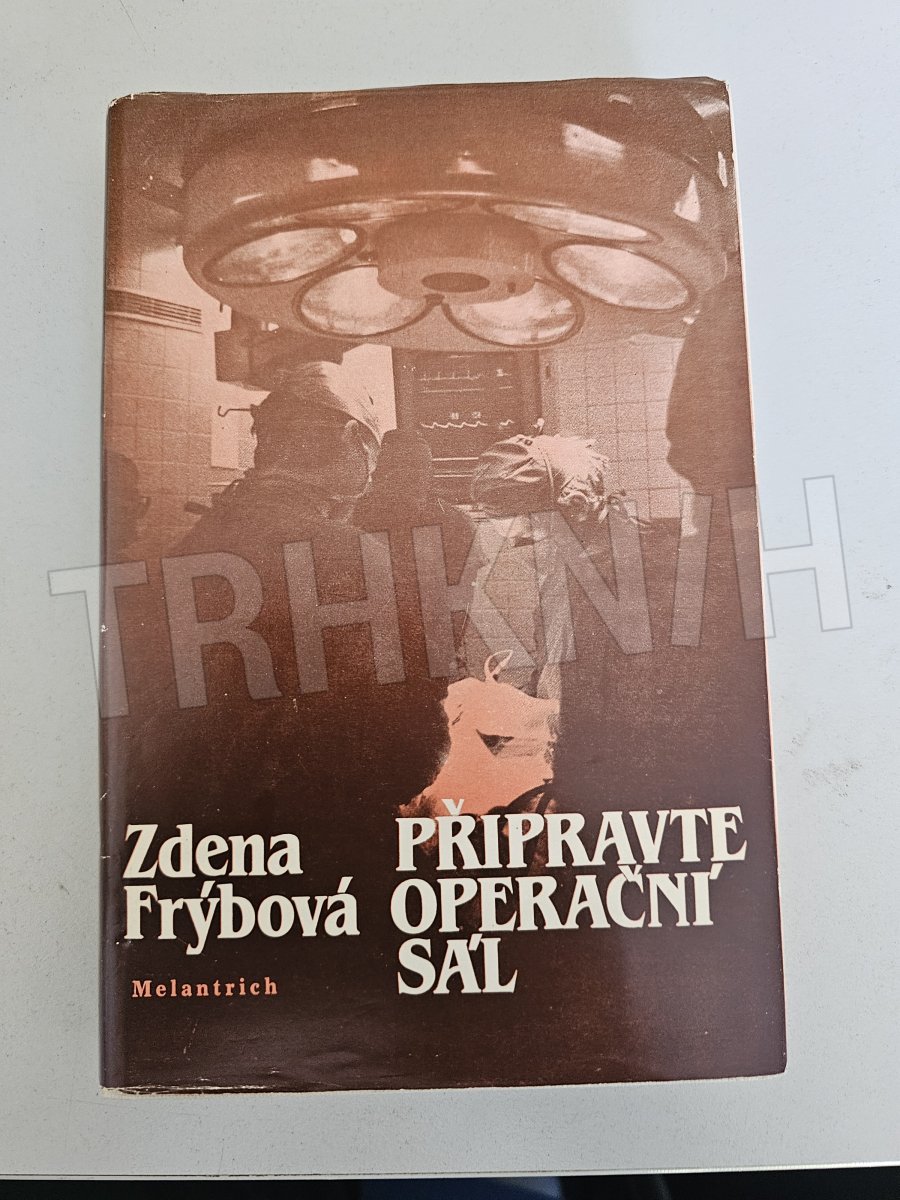 TRHKNIH
Zdena
Frýbová
Melantrich
PŘIPRAVTE
OPERAČNÍ
SÁL